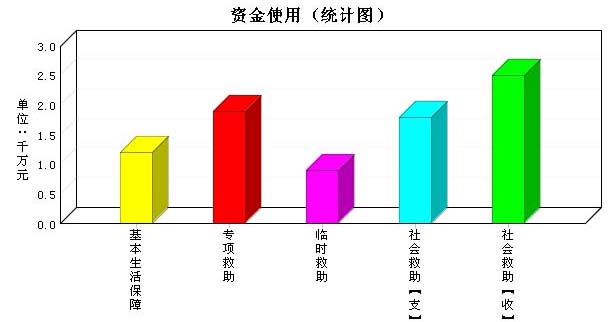 资金使用（统计图）
单位：千万元
3.0
2.5
2.0
1.5
1.0
0.5
0.0
基本生活保障
专项救助
临时救助
社会救助【支】
社会救助【收】